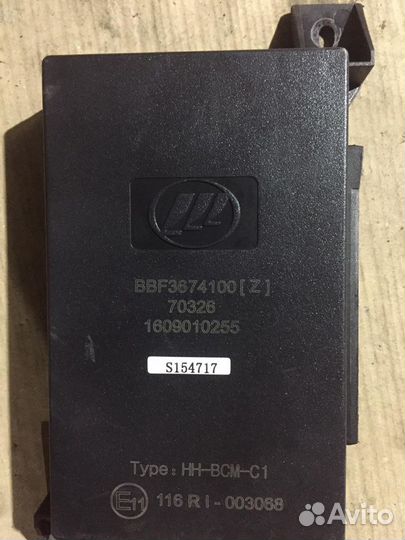 BBF3674100[Z]
70326
1609010255
S154717
Type: HH-BCM-C1
E11 116 R I - 003068
Avito